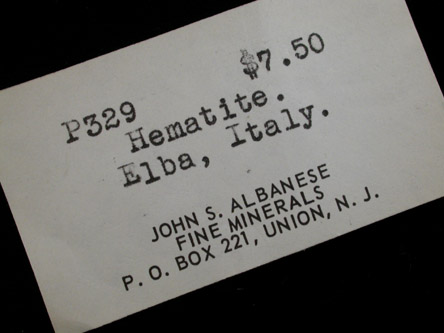 $7.50
P329
Hematite.
Elba, Italy.
JOHN S. ALBANESE
FINE MINERALS
P. O. BOX 221, UNION, N. J.